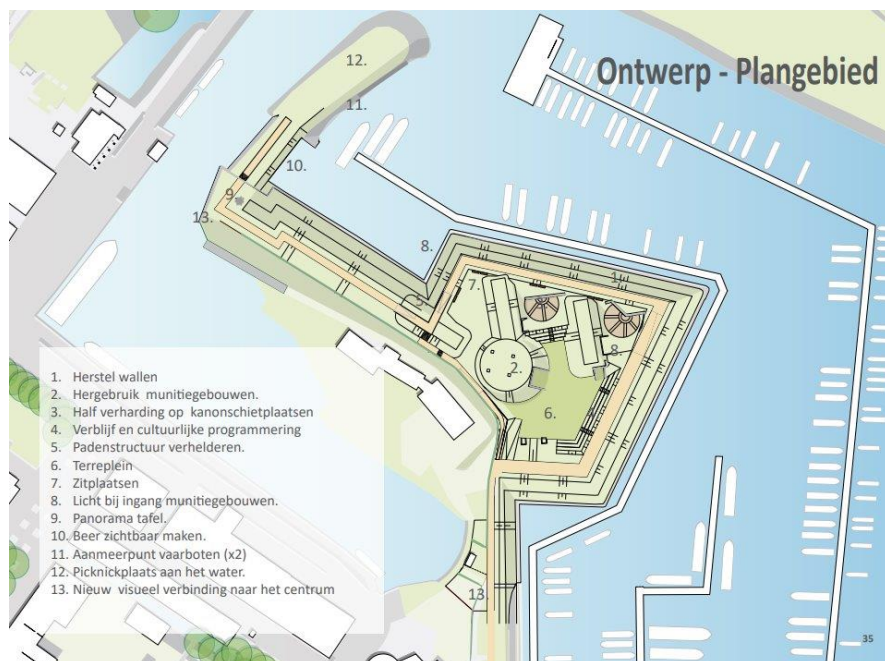 Ontwerp - Plangebied
12.
11.
10.
9.
13.
8.
1.
7.
5.
8.
2.
6.
13.
1. Herstel wallen
2. Hergebruik munitiegebouwen.
3. Half verharding op kanonschietplaatsen
4. Verblijf en cultuurlijke programmering
5. Padenstructuur verhelderen.
6. Terreplein
7. Zitplaatsen
8. Licht bij ingang munitiegebouwen.
9. Panorama tafel.
10. Beer zichtbaar maken.
11. Aanmeerpunt vaarboten (x2)
12. Picknickplaats aan het water.
13. Nieuw visueel verbinding naar het centrum
35